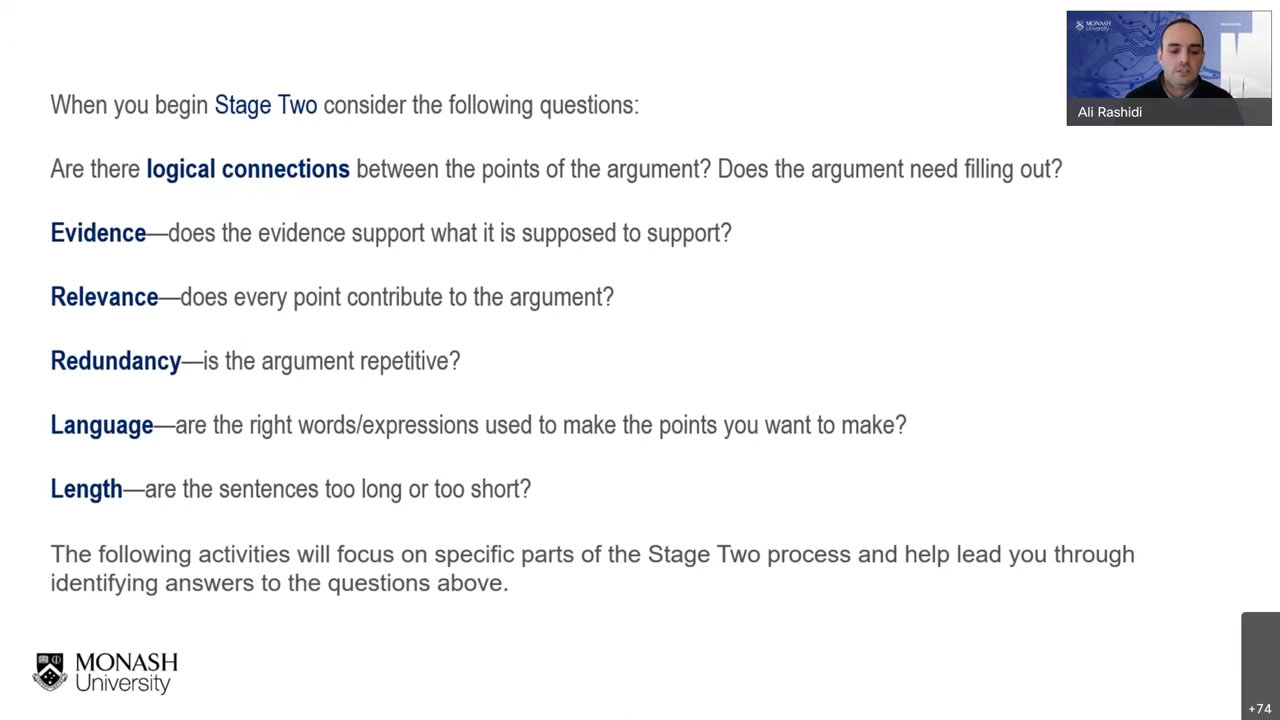 MONASH
University
Ali Rashidi
When you begin Stage Two consider the following questions:
Are there logical connections between the points of the argument? Does the argument need filling out?
Evidence—does the evidence support what it is supposed to support?
Relevance—does every point contribute to the argument?
Redundancy—is the argument repetitive?
Language—are the right words/expressions used to make the points you want to make?
Length—are the sentences too long or too short?
The following activities will focus on specific parts of the Stage Two process and help lead you through
identifying answers to the questions above.
MONASH
University
+74